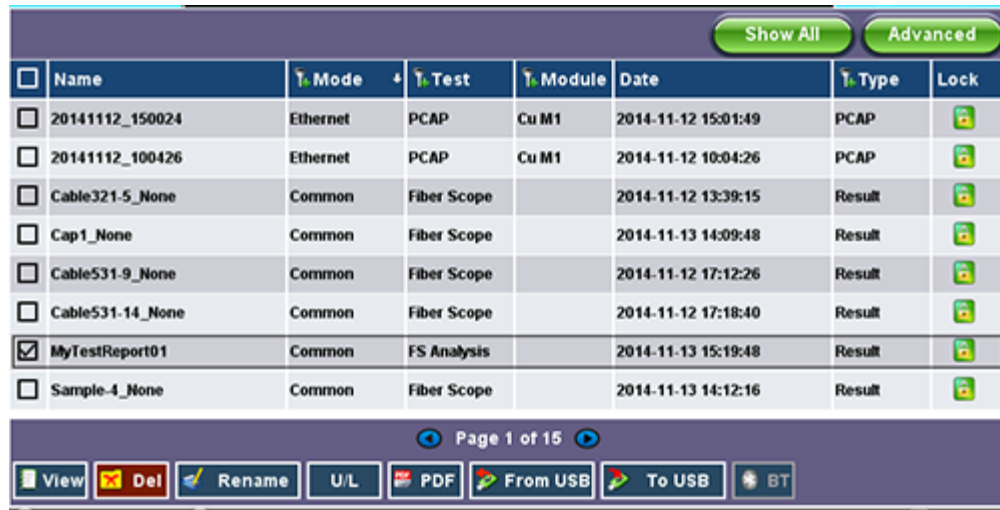 Show All Advanced
Name Mode Test Module Date Type Lock
20141112_150024 Ethernet PCAP Cu M1 2014-11-12 15:01:49 PCAP
20141112_100426 Ethernet PCAP Cu M1 2014-11-12 10:04:26 PCAP
Cable321-5_None Common Fiber Scope 2014-11-12 13:39:15 Result
Cap1_None Common Fiber Scope 2014-11-13 14:09:48 Result
Cable531-9_None Common Fiber Scope 2014-11-12 17:12:26 Result
Cable531-14_None Common Fiber Scope 2014-11-12 17:18:40 Result
MyTestReport01 Common FS Analysis 2014-11-13 15:19:48 Result
Sample-4_None Common Fiber Scope 2014-11-13 14:12:16 Result
Page 1 of 15
View Del Rename U/L PDF From USB To USB BT